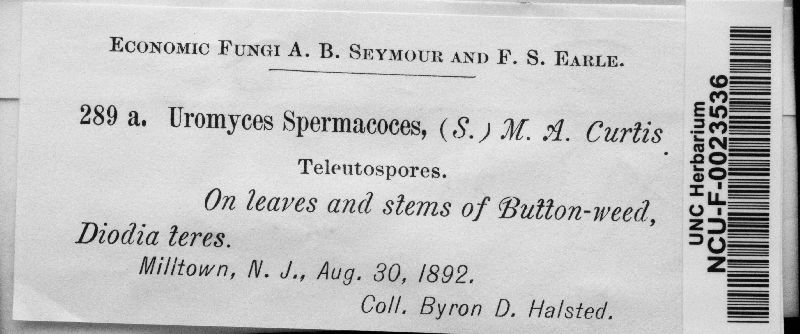 ECONOMIC FUNGI A. B. SEYMOUR AND F. S. EARLE.
289 a. Uromyces Spermacoces, (S.) M. A. Curtis.
Teleutospores.
On leaves and stems of Button-weed,
Diodia teres.
Milltown, N. J., Aug. 30, 1892.
Coll. Byron D. Halsted.
UNC Herbarium
NCU-F-0023536